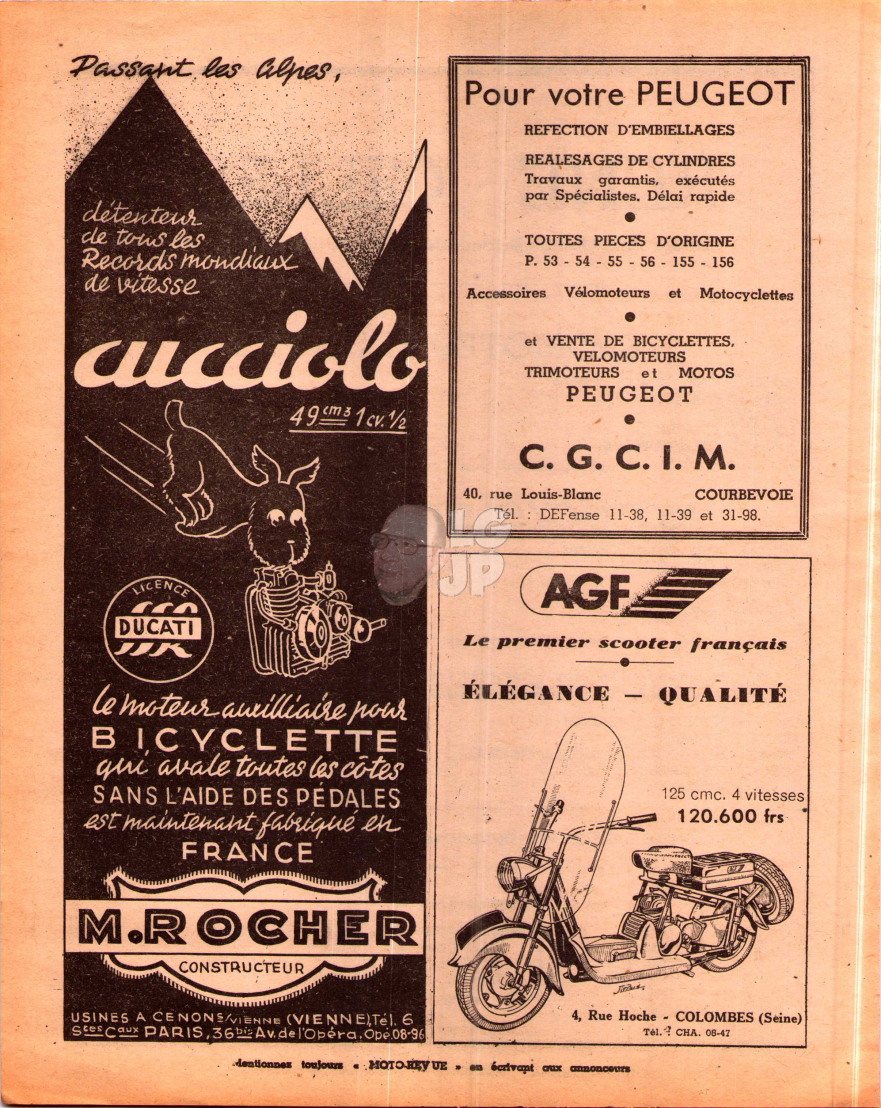 Passant les Alpes,
détenteur
de tous les
Records mondiaux
de vitesse
cucciolo
49 cm3 1 cv. 1/2
LICENCE
DUCATI
le moteur auxilliaire pour
BICYCLETTE
qui avale toutes les côtes
SANS L'AIDE DES PÉDALES
est maintenant fabriqué en
FRANCE
M.ROCHER
CONSTRUCTEUR
USINES A CENON S/VIENNE (VIENNE), Tél. 6
Stes Caux PARIS, 36 bis Av. de l'Opéra. Opé. 08-96
Pour votre PEUGEOT
REFECTION D'EMBIELLAGES
REALESAGES DE CYLINDRES
Travaux garantis, exécutés
par Spécialistes. Délai rapide
TOUTES PIECES D'ORIGINE
P. 53 - 54 - 55 - 56 - 155 - 156
Accessoires Vélomoteurs et Motocyclettes
et VENTE DE BICYCLETTES,
VELOMOTEURS
TRIMOTEURS et MOTOS
PEUGEOT
C. G. C. I. M.
40, rue Louis-Blanc COURBEVOIE
Tél. : DEFense 11-38, 11-39 et 31-98.
LG
JP
AGF
Le premier scooter français
ÉLÉGANCE — QUALITÉ
125 cmc. 4 vitesses
120.600 frs
4, Rue Hoche - COLOMBES (Seine)
Tél. : CHA. 08-47
Mentionnez toujours « MOTO-REVUE » en écrivant aux annonceurs